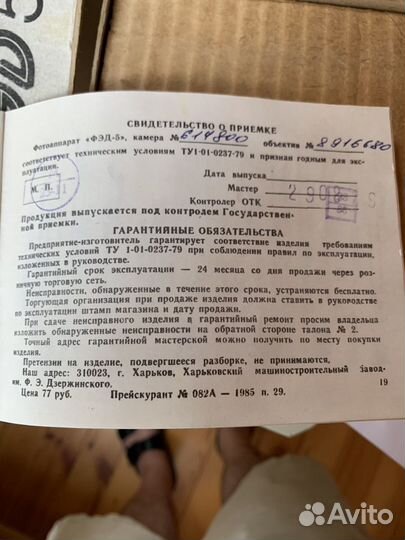 СВИДЕТЕЛЬСТВО О ПРИЕМКЕ
Фотоаппарат «ФЭД-5», камера № 614800 объектив № 8916680
соответствует техническим условиям ТУ1-01-0237-79 и признан годным для экс-
плуатации.
Дата выпуска
М. П.
Мастер
Контролер ОТК
Продукция выпускается под контролем Государствен-
ной приемки.
ГАРАНТИЙНЫЕ ОБЯЗАТЕЛЬСТВА
Предприятие-изготовитель гарантирует соответствие изделия требованиям
технических условий ТУ 1-01-0237-79 при соблюдении правил по эксплуатации,
изложенных в руководстве.
Гарантийный срок эксплуатации — 24 месяца со дня продажи через роз-
ничную торговую сеть.
Неисправности, обнаруженные в течение этого срока, устраняются бесплатно.
Торгующая организация при продаже изделия должна ставить в руководстве
по эксплуатации штамп магазина и дату продажи.
При сдаче неисправного изделия в гарантийный ремонт просим владельца
изложить обнаруженные неисправности на обратной стороне талона № 2.
Точный адрес гарантийной мастерской можно получить по месту покупки
изделия.
Претензии на изделие, подвергшееся разборке, не принимаются.
Наш адрес: 310023, г. Харьков, Харьковский машиностроительный завод-
им. Ф. Э. Дзержинского.
19
Цена 77 руб. Прейскурант № 082А — 1985 п. 29.
Avito